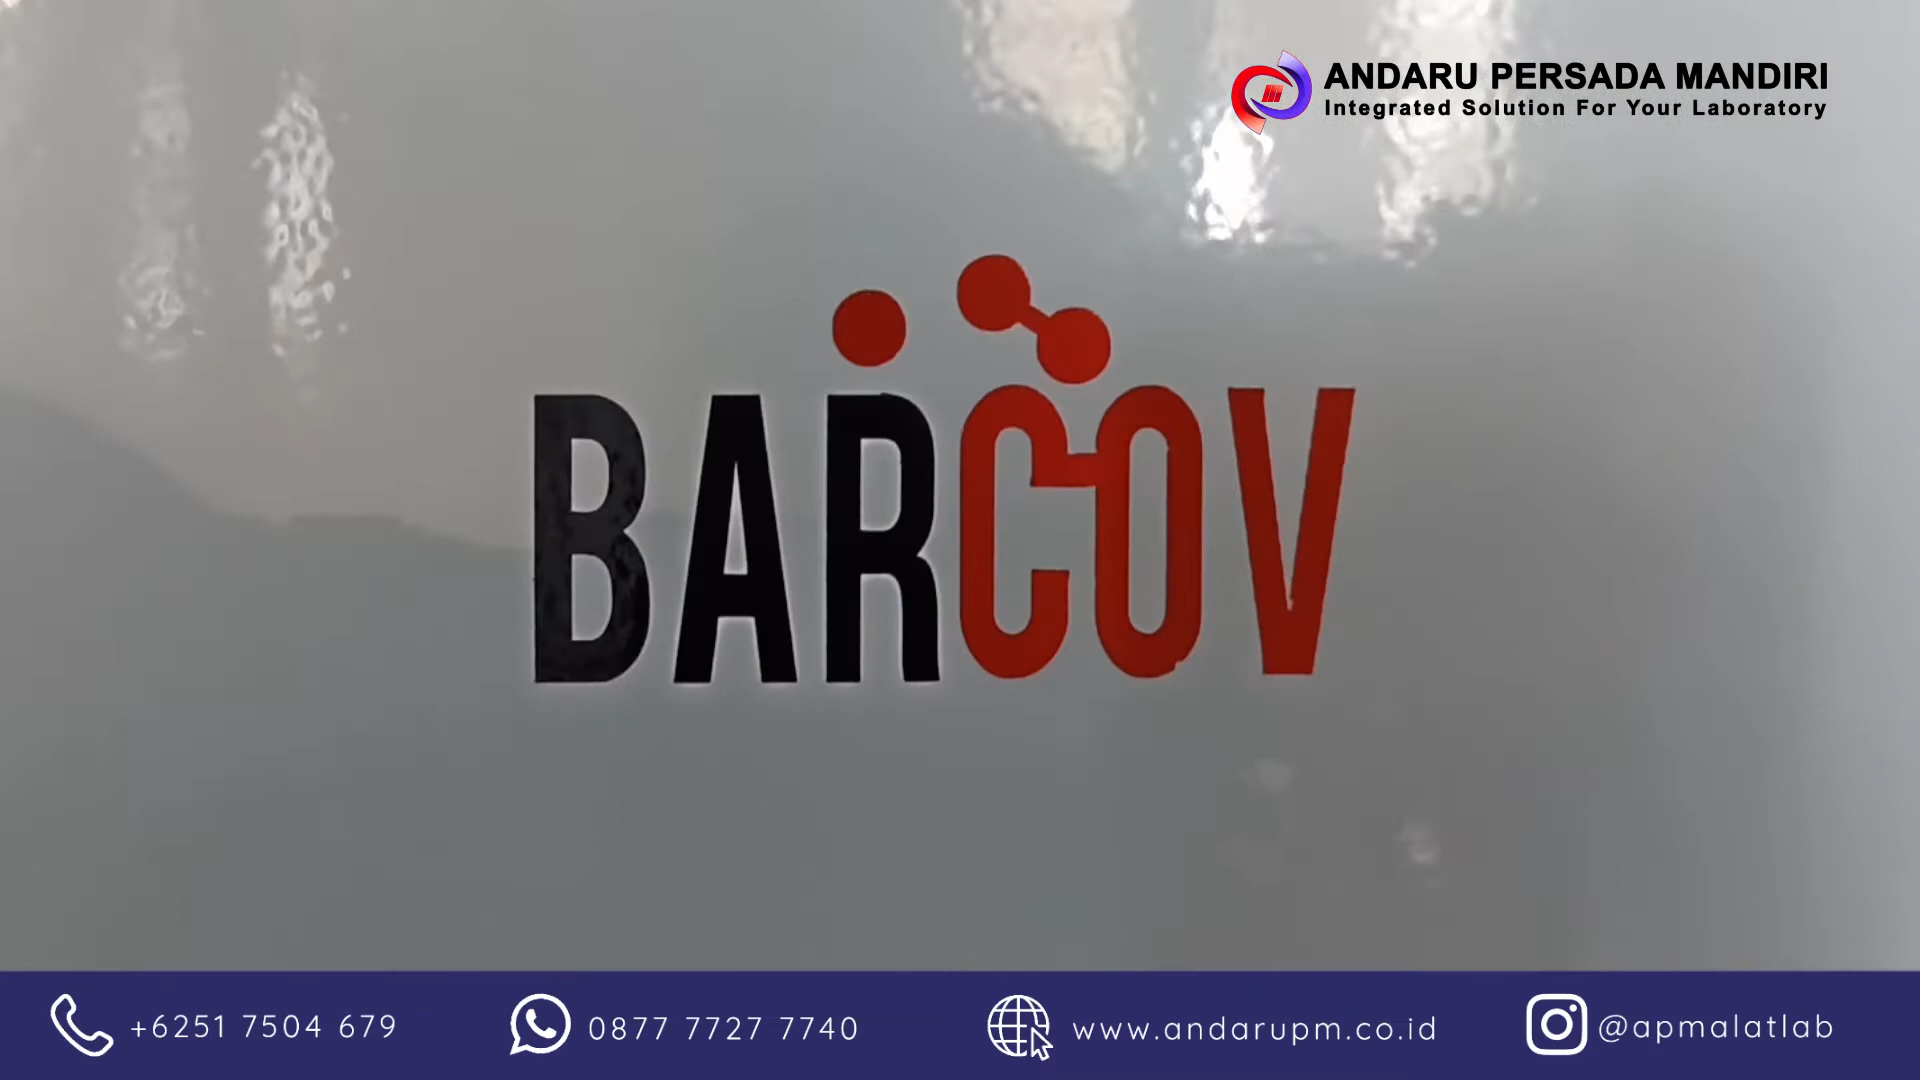 ANDARU PERSADA MANDIRI
Integrated Solution For Your Laboratory
BARCOV
+6251 7504 679
0877 7727 7740
www.andarupm.co.id
@apmalatlab